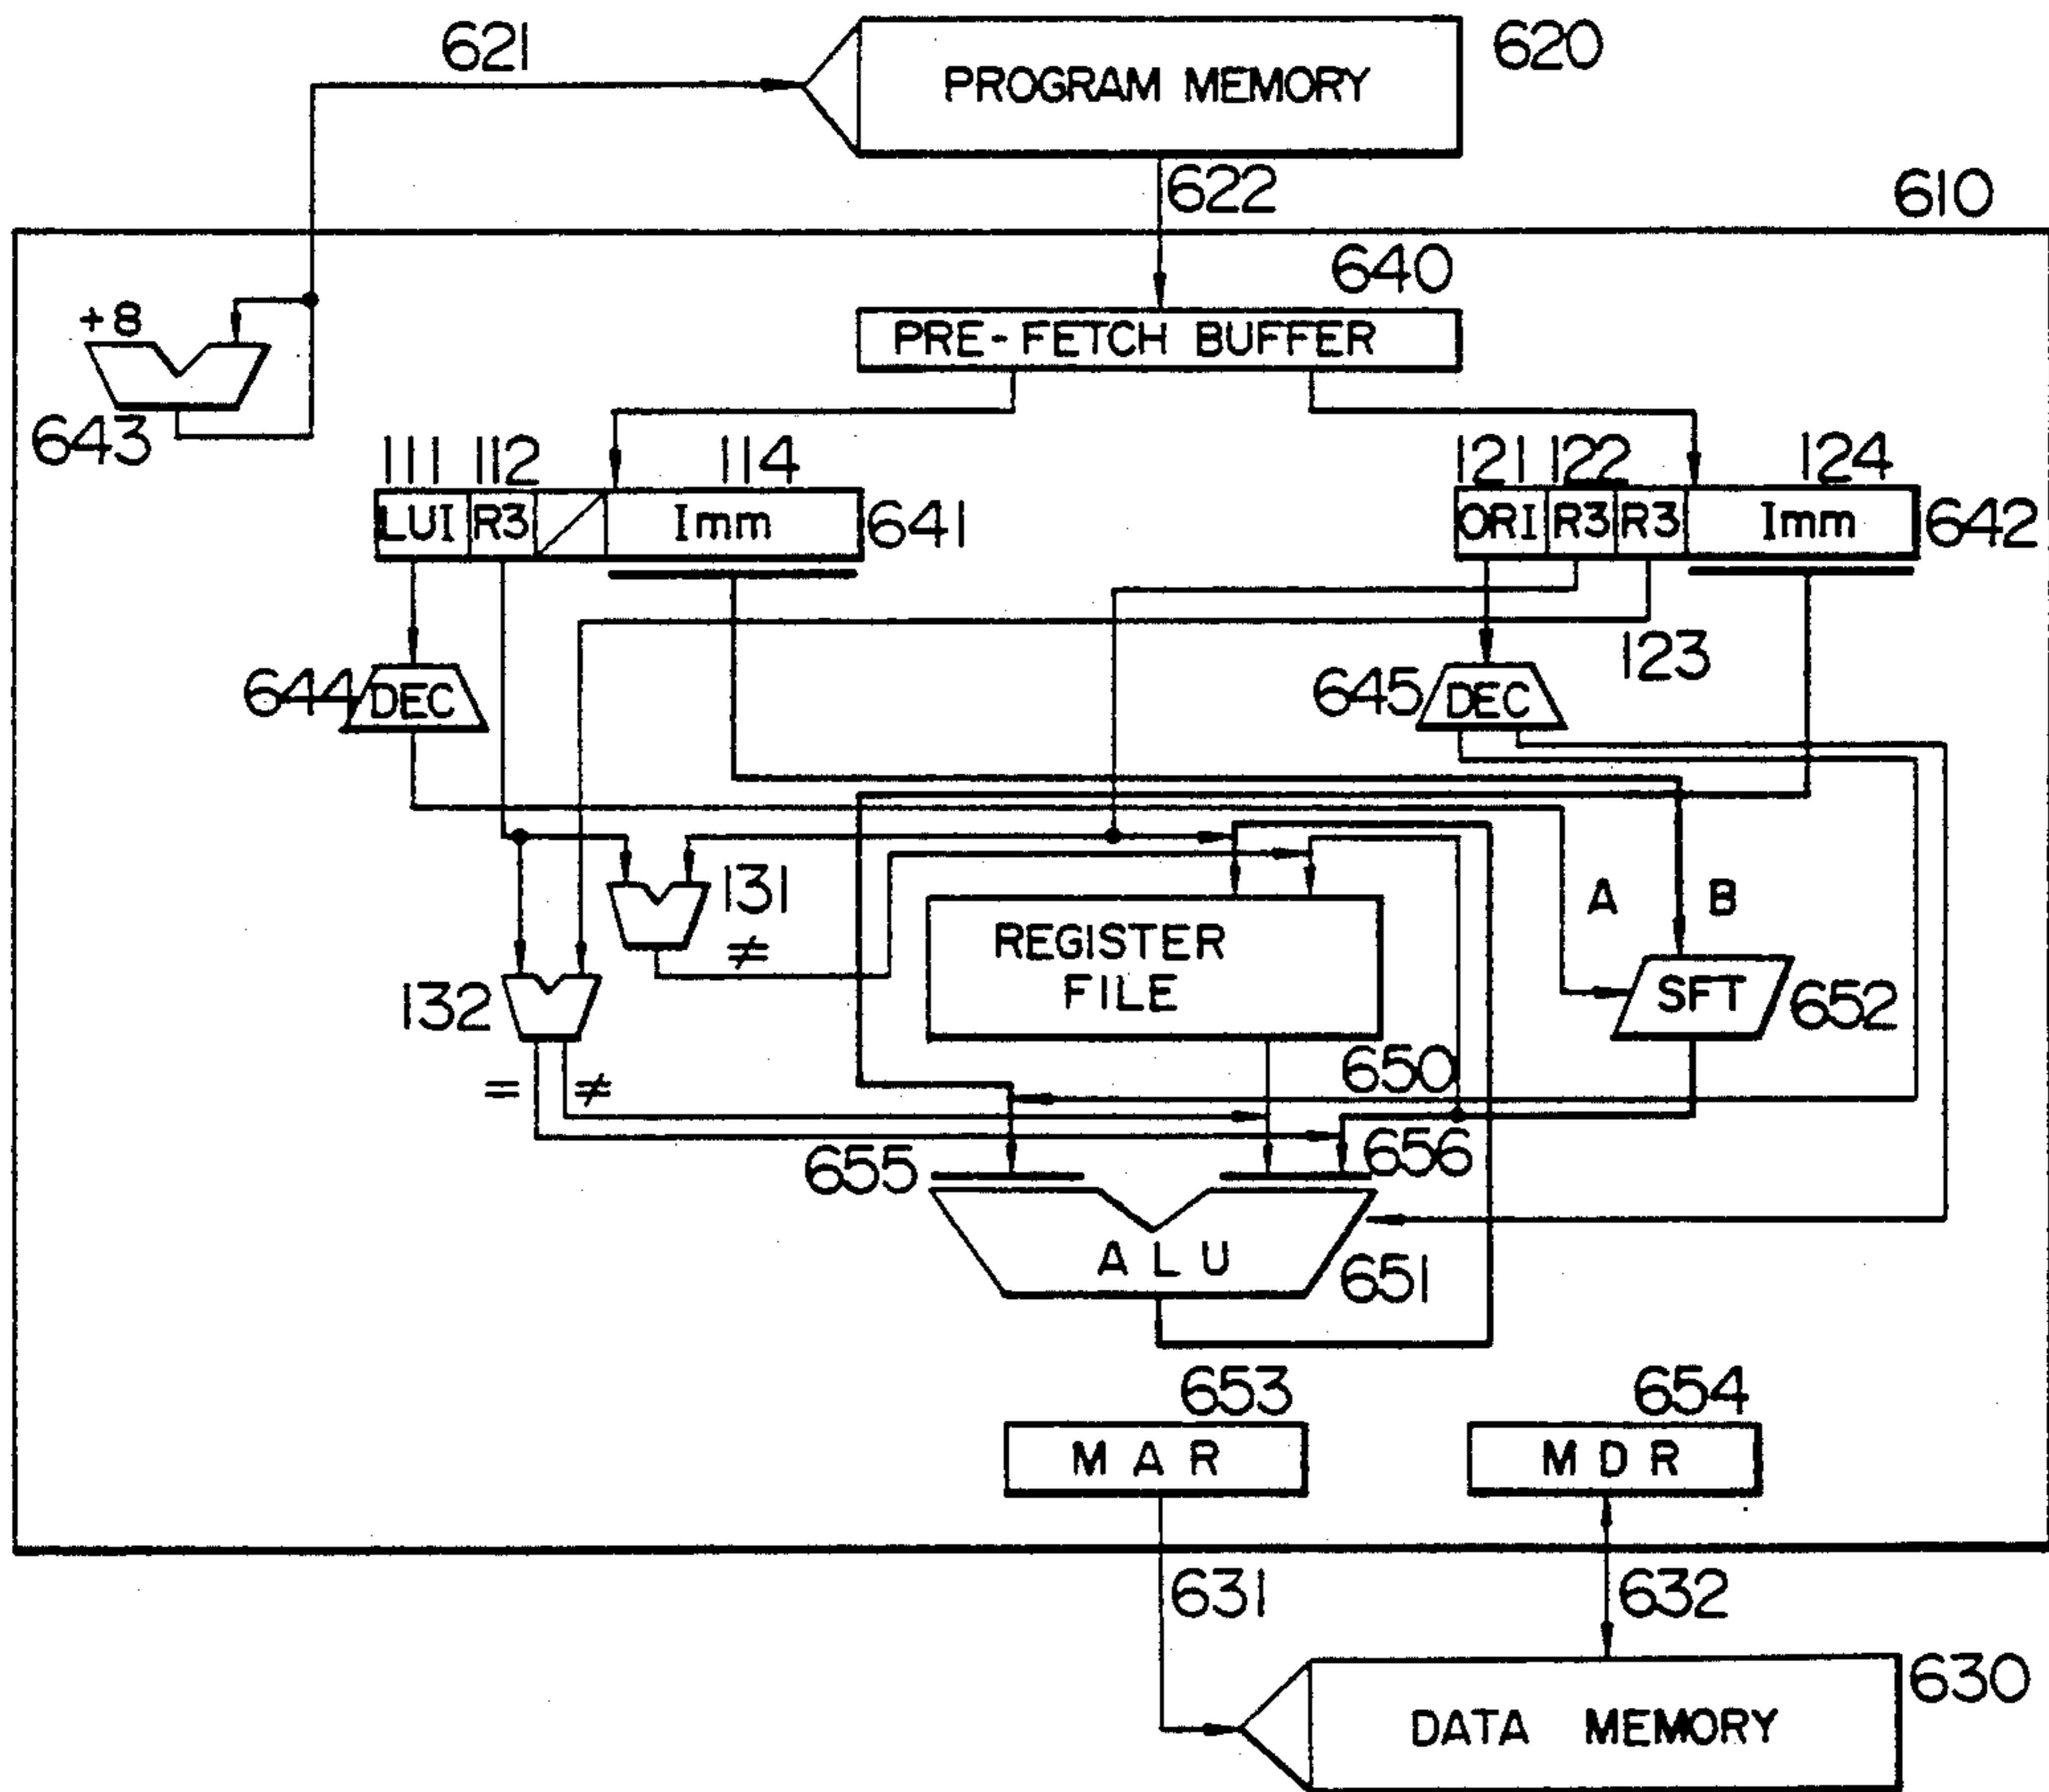 621
PROGRAM MEMORY
620
622
610
640
+8
PRE-FETCH BUFFER
643
111 112 114
LUI R3 Imm
641
121 122 124
ORI R3 R3 Imm
642
123
644 DEC
645 DEC
131
≠
A B
REGISTER
FILE
132
SFT
652
= ≠
650
655
656
ALU
651
653
654
MAR
MDR
631
632
630
DATA MEMORY